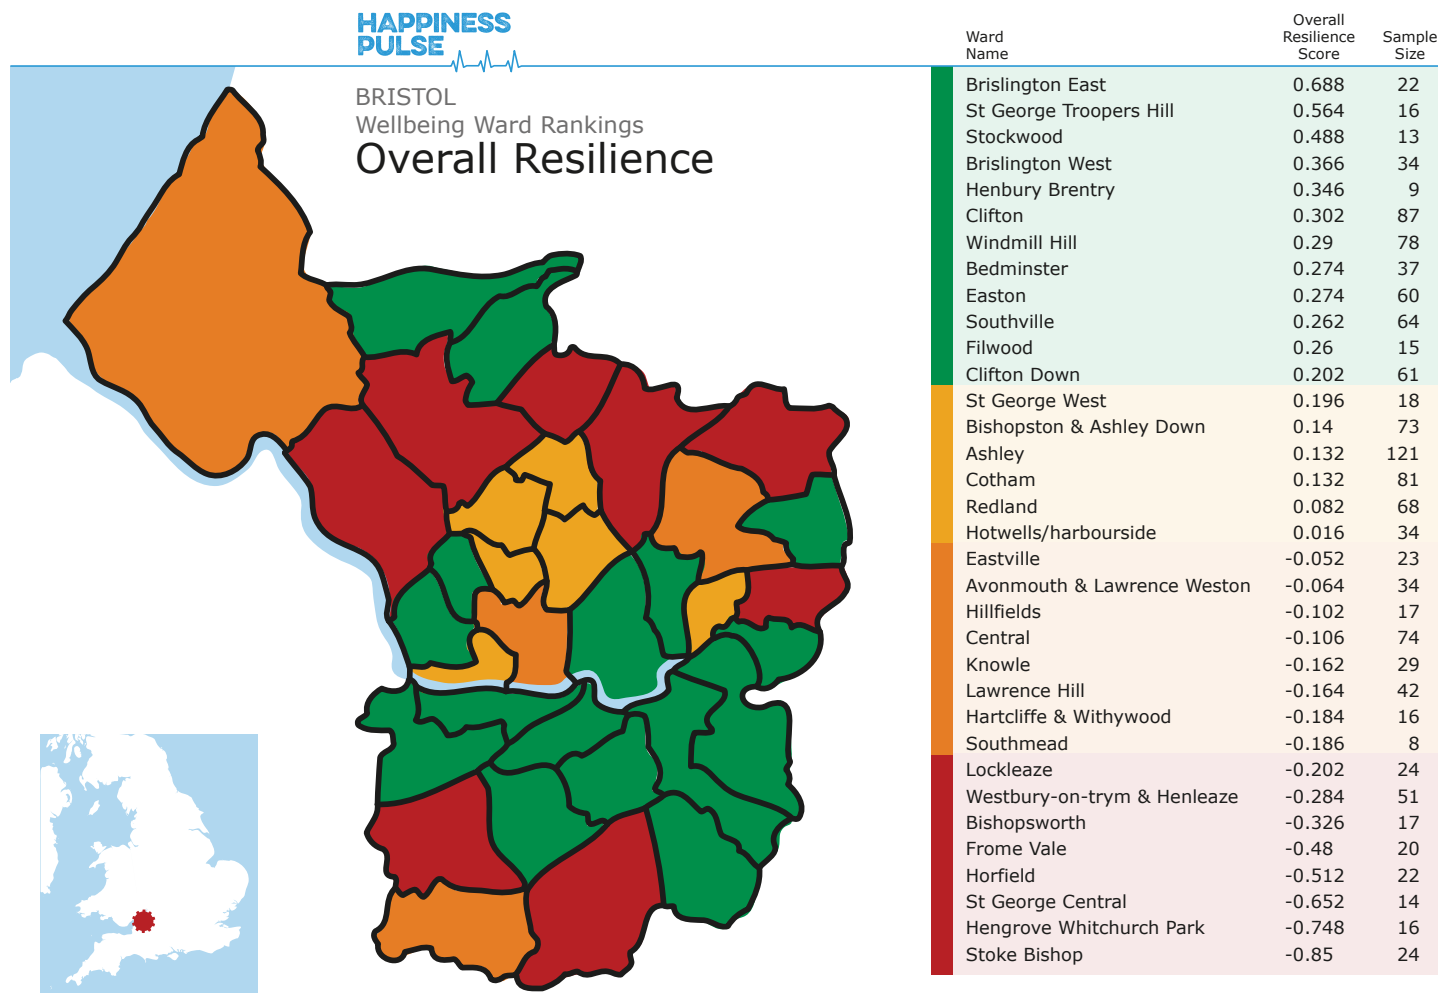 HAPPINESS
PULSE
BRISTOL
Wellbeing Ward Rankings
Overall Resilience
Ward Name Overall Resilience Score Sample Size
Brislington East 0.688 22
St George Troopers Hill 0.564 16
Stockwood 0.488 13
Brislington West 0.366 34
Henbury Brentry 0.346 9
Clifton 0.302 87
Windmill Hill 0.29 78
Bedminster 0.274 37
Easton 0.274 60
Southville 0.262 64
Filwood 0.26 15
Clifton Down 0.202 61
St George West 0.196 18
Bishopston & Ashley Down 0.14 73
Ashley 0.132 121
Cotham 0.132 81
Redland 0.082 68
Hotwells/harbourside 0.016 34
Eastville -0.052 23
Avonmouth & Lawrence Weston -0.064 34
Hillfields -0.102 17
Central -0.106 74
Knowle -0.162 29
Lawrence Hill -0.164 42
Hartcliffe & Withywood -0.184 16
Southmead -0.186 8
Lockleaze -0.202 24
Westbury-on-trym & Henleaze -0.284 51
Bishopsworth -0.326 17
Frome Vale -0.48 20
Horfield -0.512 22
St George Central -0.652 14
Hengrove Whitchurch Park -0.748 16
Stoke Bishop -0.85 24